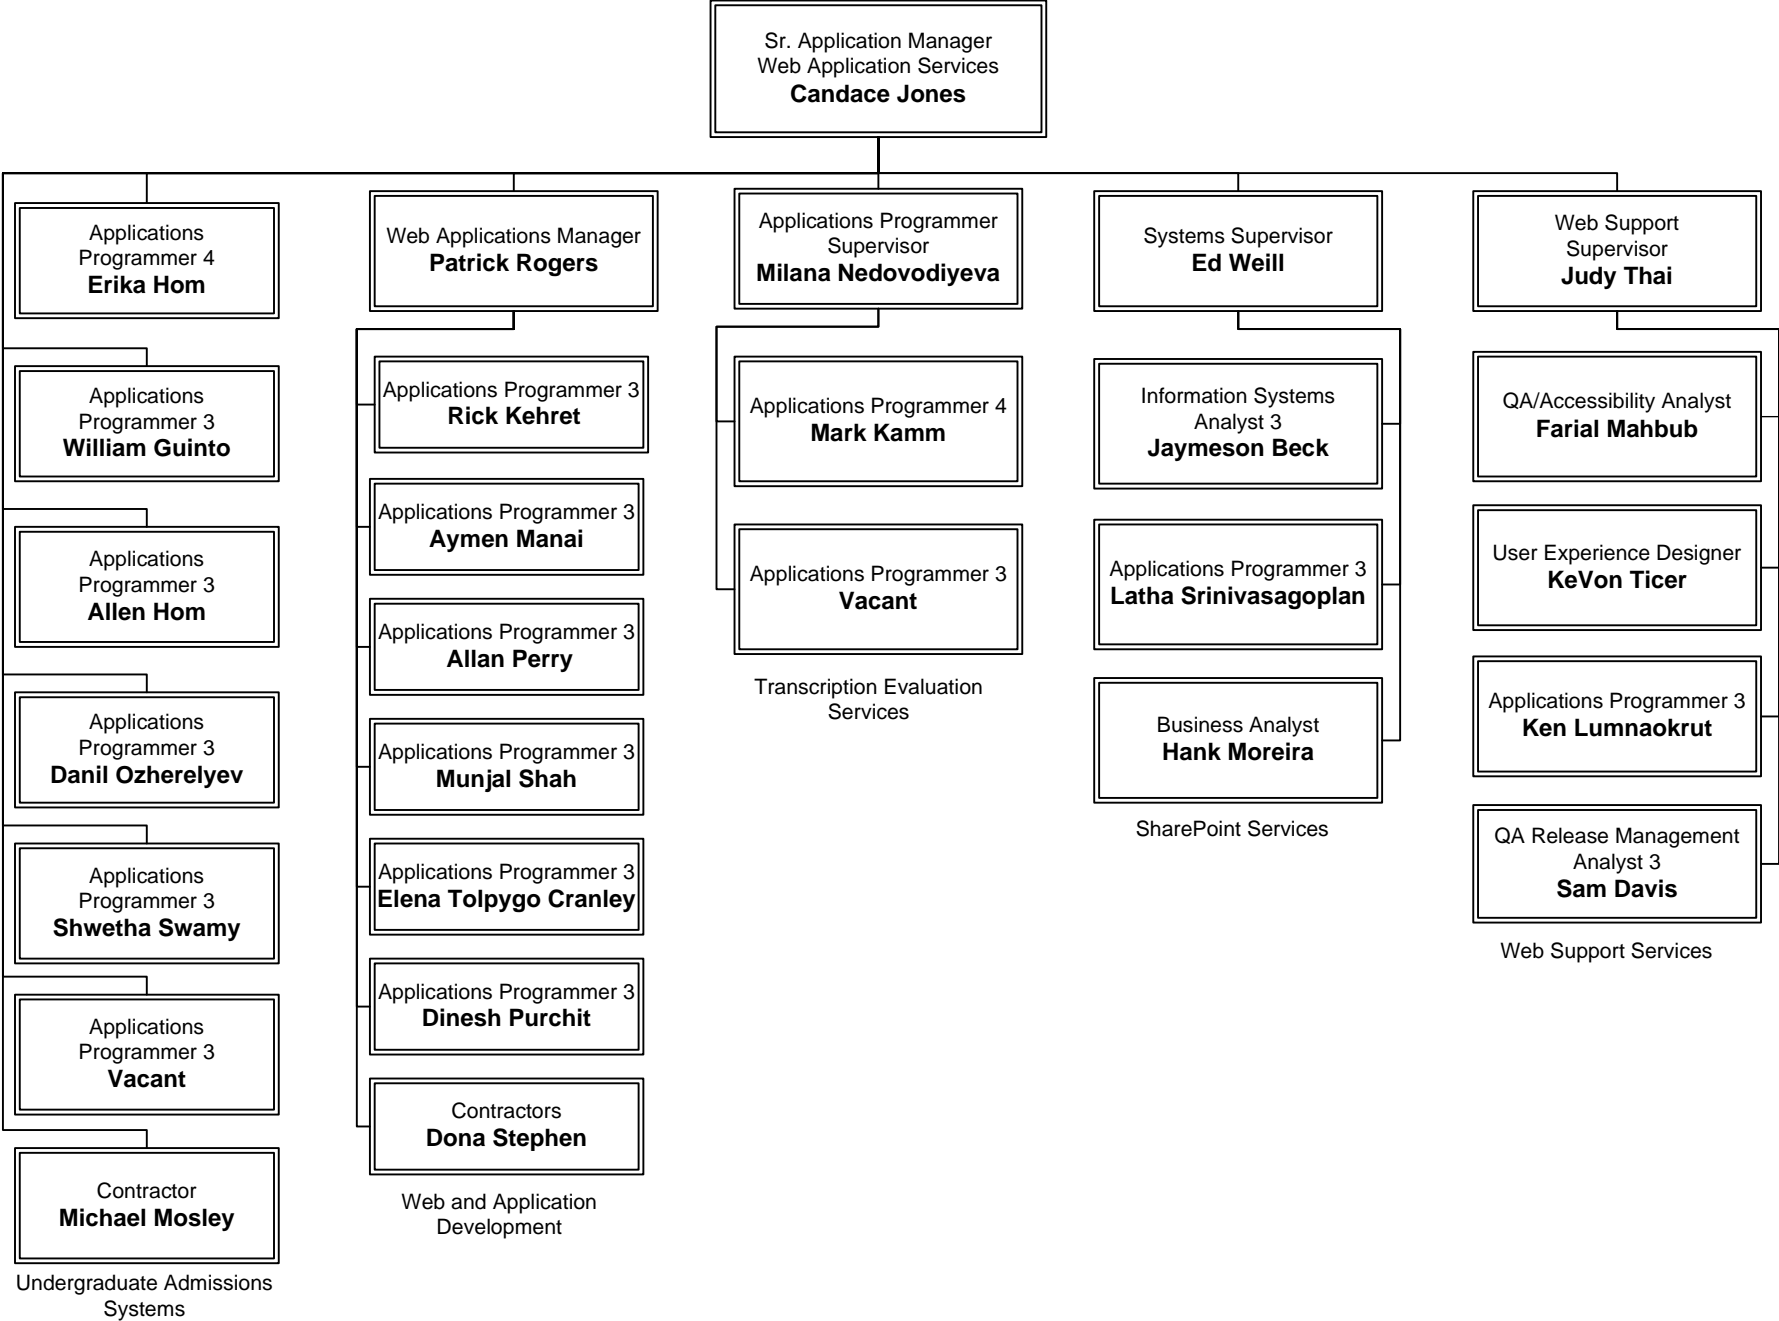 Sr. Application Manager
Web Application Services
Candace Jones
Applications
Programmer 4
Erika Hom
Applications
Programmer 3
William Guinto
Applications
Programmer 3
Allen Hom
Applications
Programmer 3
Danil Ozherelyev
Applications
Programmer 3
Shwetha Swamy
Applications
Programmer 3
Vacant
Contractor
Michael Mosley
Undergraduate Admissions
Systems
Web Applications Manager
Patrick Rogers
Applications Programmer 3
Rick Kehret
Applications Programmer 3
Aymen Manai
Applications Programmer 3
Allan Perry
Applications Programmer 3
Munjal Shah
Applications Programmer 3
Elena Tolpygo Cranley
Applications Programmer 3
Dinesh Purchit
Contractors
Dona Stephen
Web and Application
Development
Applications Programmer
Supervisor
Milana Nedovodiyeva
Applications Programmer 4
Mark Kamm
Applications Programmer 3
Vacant
Transcription Evaluation
Services
Systems Supervisor
Ed Weill
Information Systems
Analyst 3
Jaymeson Beck
Applications Programmer 3
Latha Srinivasagoplan
Business Analyst
Hank Moreira
SharePoint Services
Web Support
Supervisor
Judy Thai
QA/Accessibility Analyst
Farial Mahbub
User Experience Designer
KeVon Ticer
Applications Programmer 3
Ken Lumnaokrut
QA Release Management
Analyst 3
Sam Davis
Web Support Services